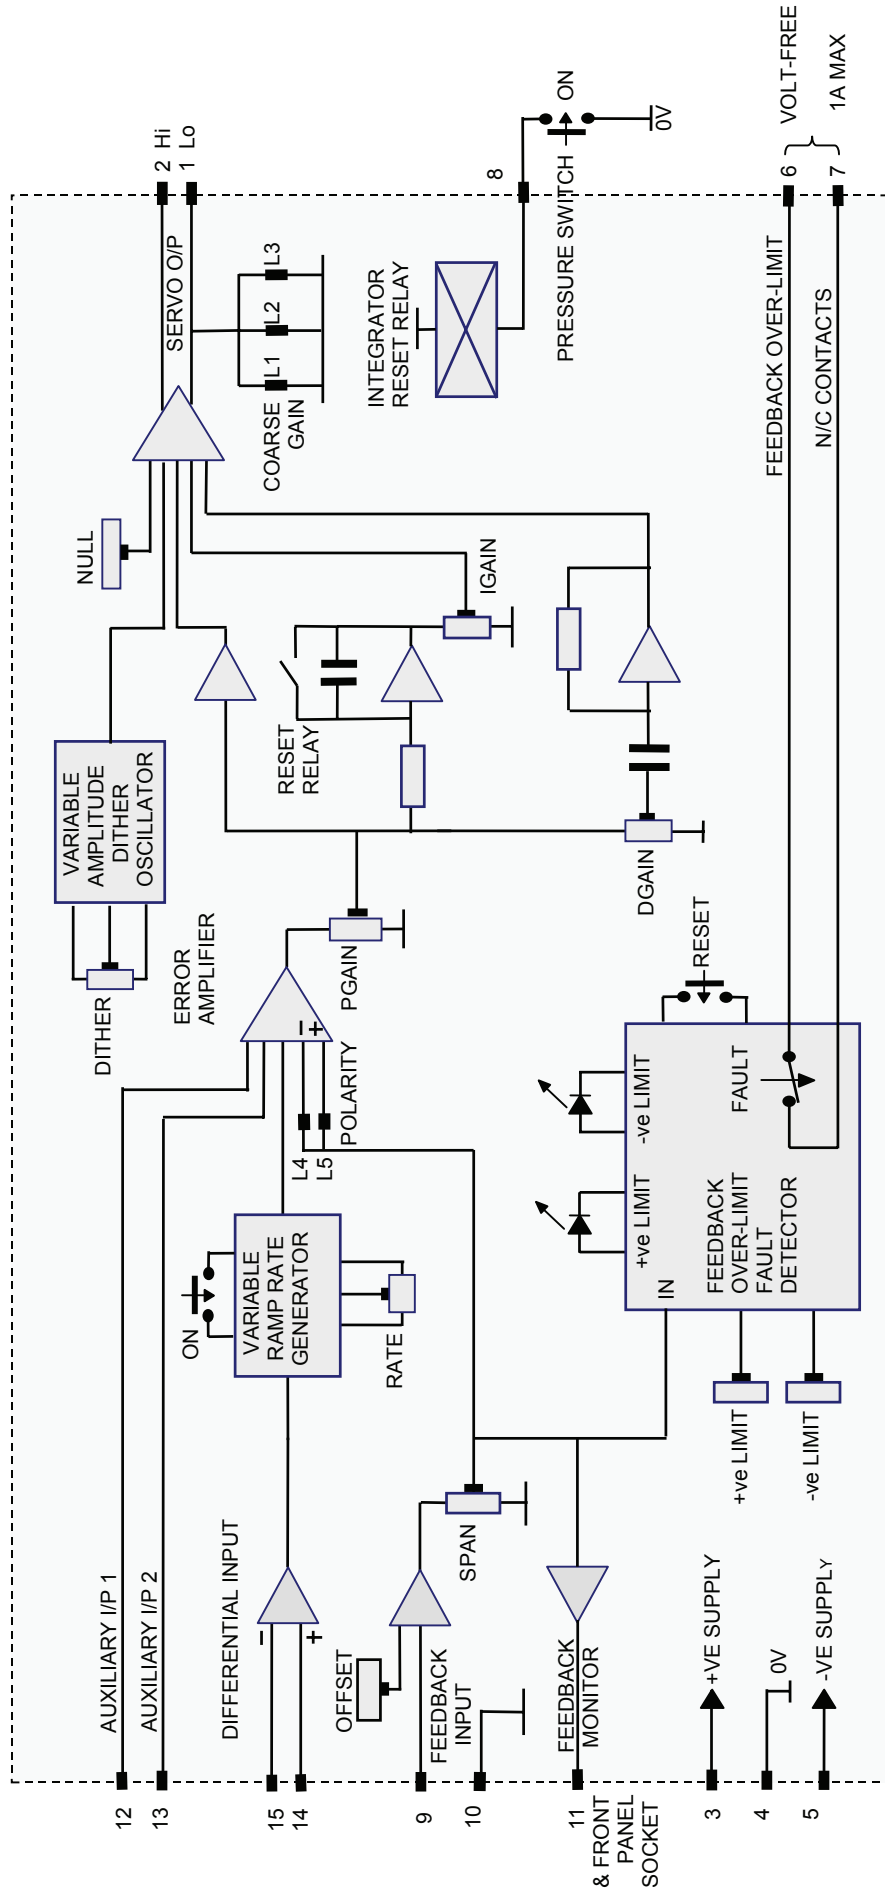 AUXILIARY I/P 1
AUXILIARY I/P 2
12
13
DIFFERENTIAL INPUT
15
14
−
+
OFFSET
FEEDBACK
INPUT
9
10
SPAN
FEEDBACK
MONITOR
11
& FRONT
PANEL
SOCKET
3
+VE SUPPLY
4
0V
5
-VE SUPPLY
ON
VARIABLE
RAMP RATE
GENERATOR
RATE
L4
L5
POLARITY
−
+
ERROR
AMPLIFIER
DITHER
VARIABLE
AMPLITUDE
DITHER
OSCILLATOR
PGAIN
RESET
RELAY
IGAIN
DGAIN
NULL
SERVO O/P
2 Hi
1 Lo
COARSE
GAIN
L1
L2
L3
INTEGRATOR
RESET RELAY
8
PRESSURE SWITCH
ON
0V
IN
+ve LIMIT
-ve LIMIT
FEEDBACK
OVER-LIMIT
FAULT
DETECTOR
FAULT
RESET
+ve LIMIT
-ve LIMIT
FEEDBACK OVER-LIMIT
N/C CONTACTS
6
7
VOLT-FREE
1A MAX